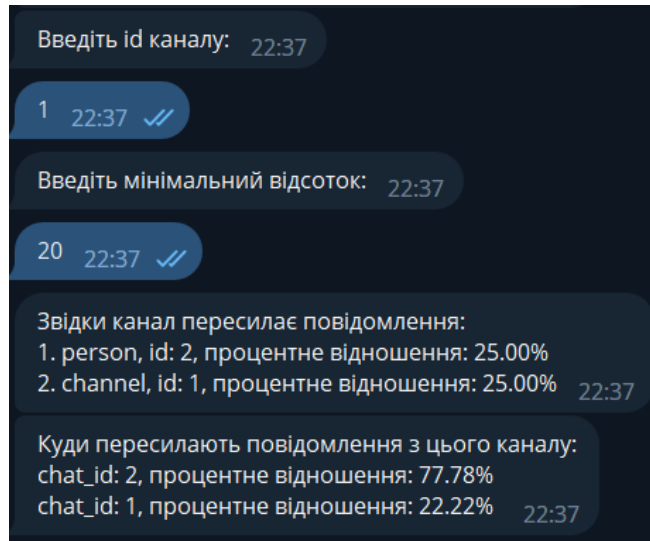 Введіть id каналу: 22:37
1 22:37
Введіть мінімальний відсоток: 22:37
20 22:37
Звідки канал пересилає повідомлення:
1. person, id: 2, процентне відношення: 25.00%
2. channel, id: 1, процентне відношення: 25.00% 22:37
Куди пересилають повідомлення з цього каналу:
chat_id: 2, процентне відношення: 77.78%
chat_id: 1, процентне відношення: 22.22% 22:37